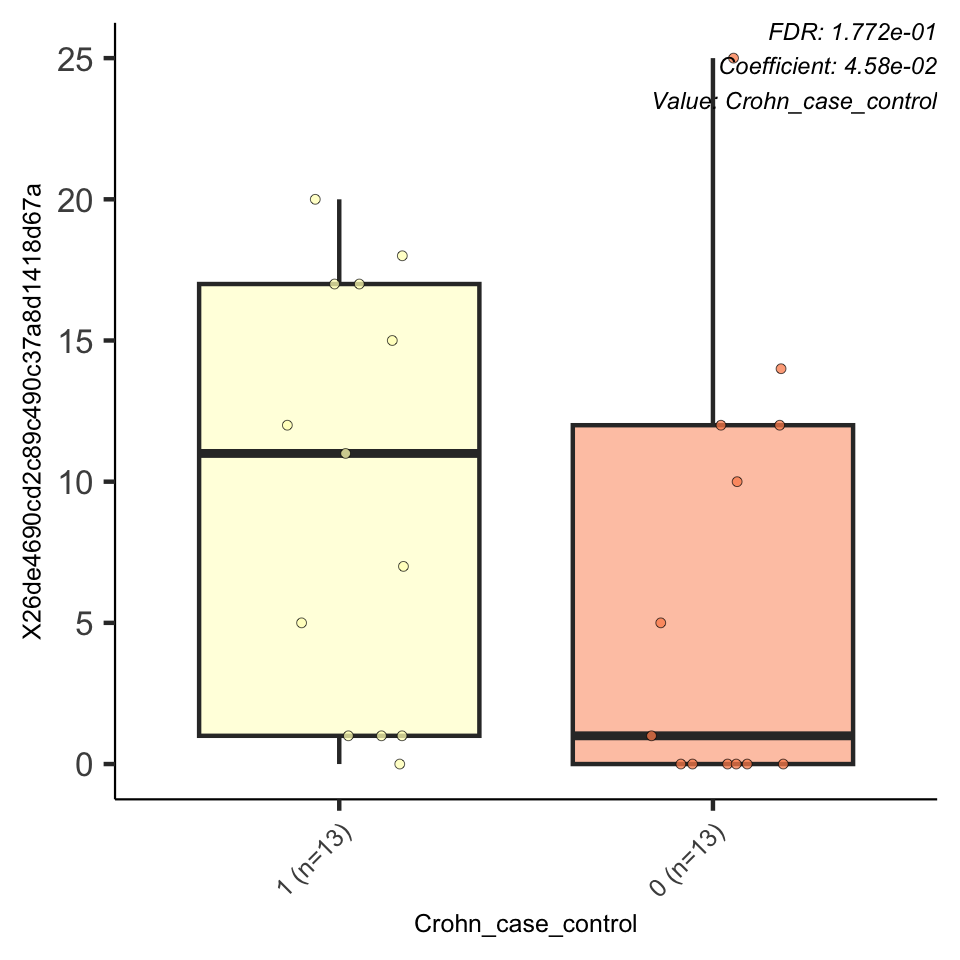 FDR: 1.772e-01
Coefficient: 4.58e-02
Value: Crohn_case_control
25
20
15
10
5
0
X26de4690cd2c89c490c37a8d1418d67a
1 (n=13)
0 (n=13)
Crohn_case_control